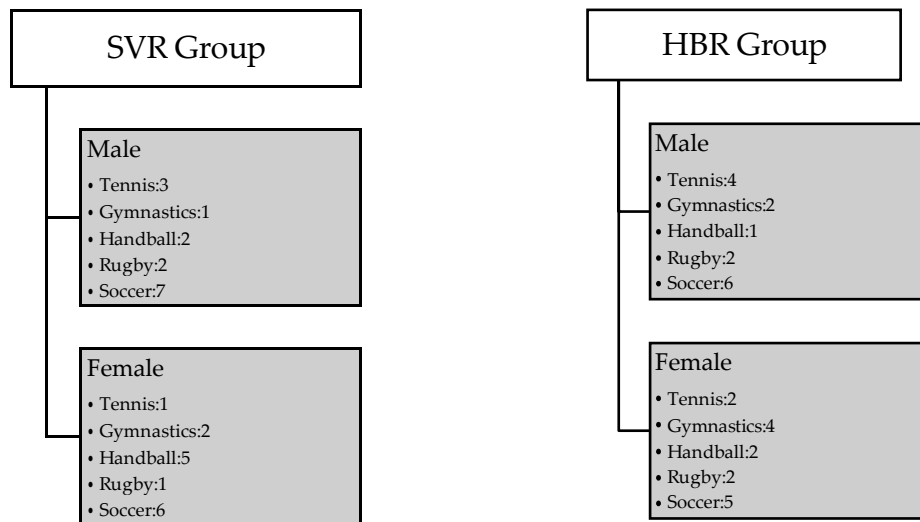 SVR Group
Male
• Tennis:3
• Gymnastics:1
• Handball:2
• Rugby:2
• Soccer:7
Female
• Tennis:1
• Gymnastics:2
• Handball:5
• Rugby:1
• Soccer:6
HBR Group
Male
• Tennis:4
• Gymnastics:2
• Handball:1
• Rugby:2
• Soccer:6
Female
• Tennis:2
• Gymnastics:4
• Handball:2
• Rugby:2
• Soccer:5